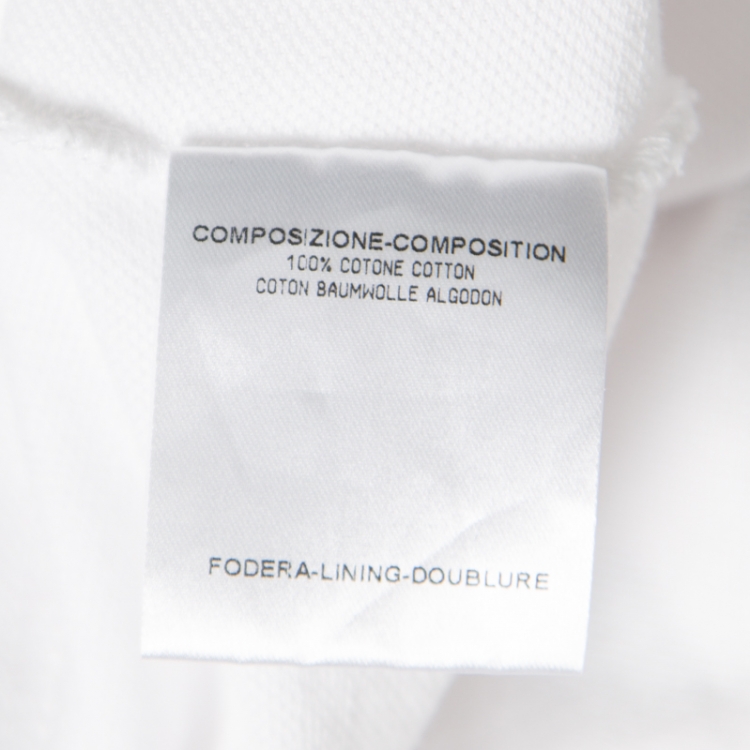 COMPOSIZIONE-COMPOSITION
100% COTONE COTTON
COTON BAUMWOLLE ALGODON
FODERA-LINING-DOUBLURE